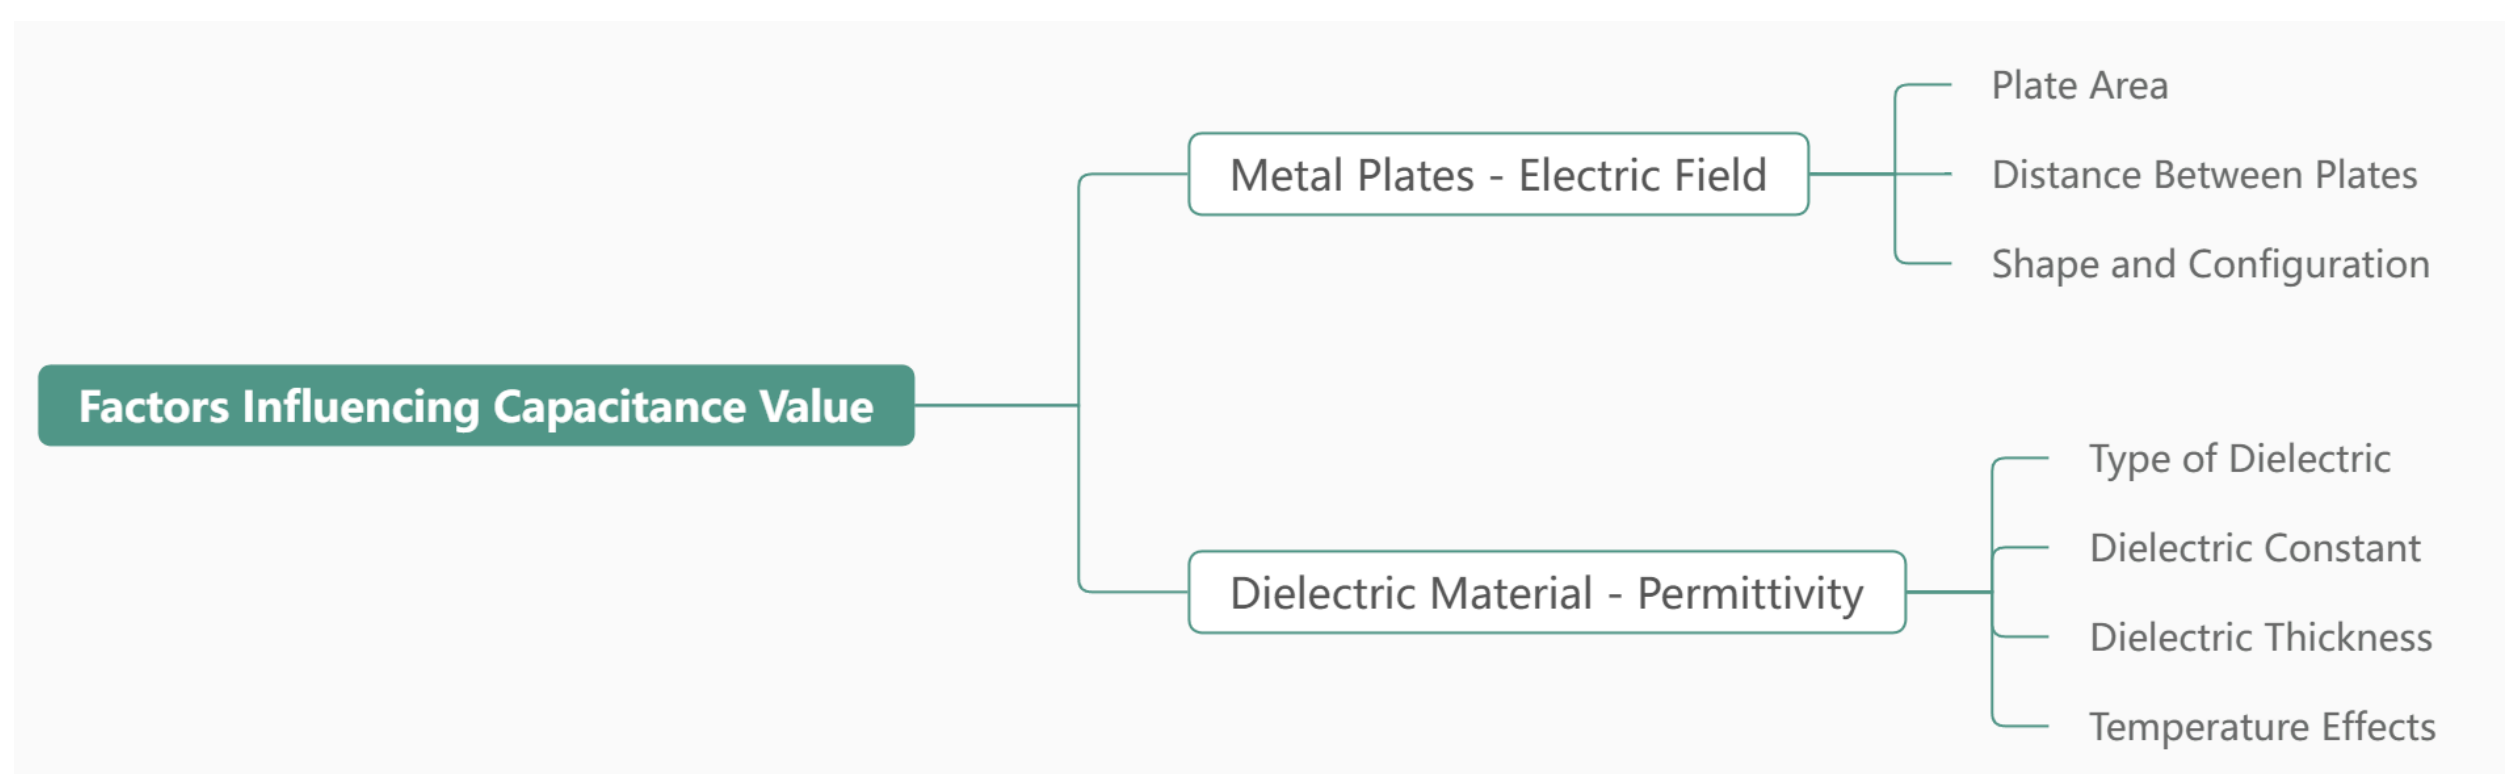 Factors Influencing Capacitance Value
Metal Plates - Electric Field
Plate Area
Distance Between Plates
Shape and Configuration
Dielectric Material - Permittivity
Type of Dielectric
Dielectric Constant
Dielectric Thickness
Temperature Effects